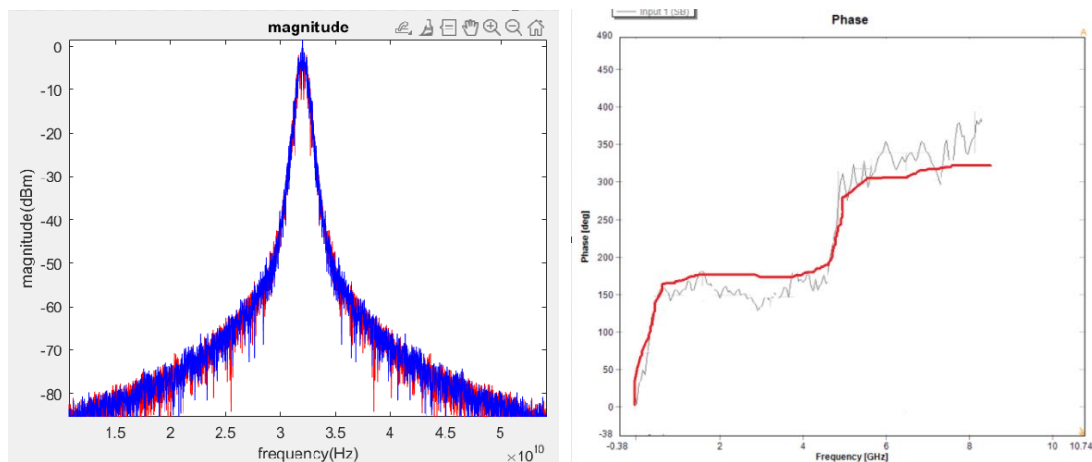 magnitude
0
-10
-20
-30
-40
-50
-60
-70
-80
magnitude(dBm)
1.5 2 2.5 3 3.5 4 4.5 5
frequency(Hz)
×10¹⁰
Input 1 (SB)
Phase
A
490
450
400
350
300
250
200
150
100
50
0
-38
Phase [deg]
-0.38 2 4 6 8 10 10.74
Frequency [GHz]